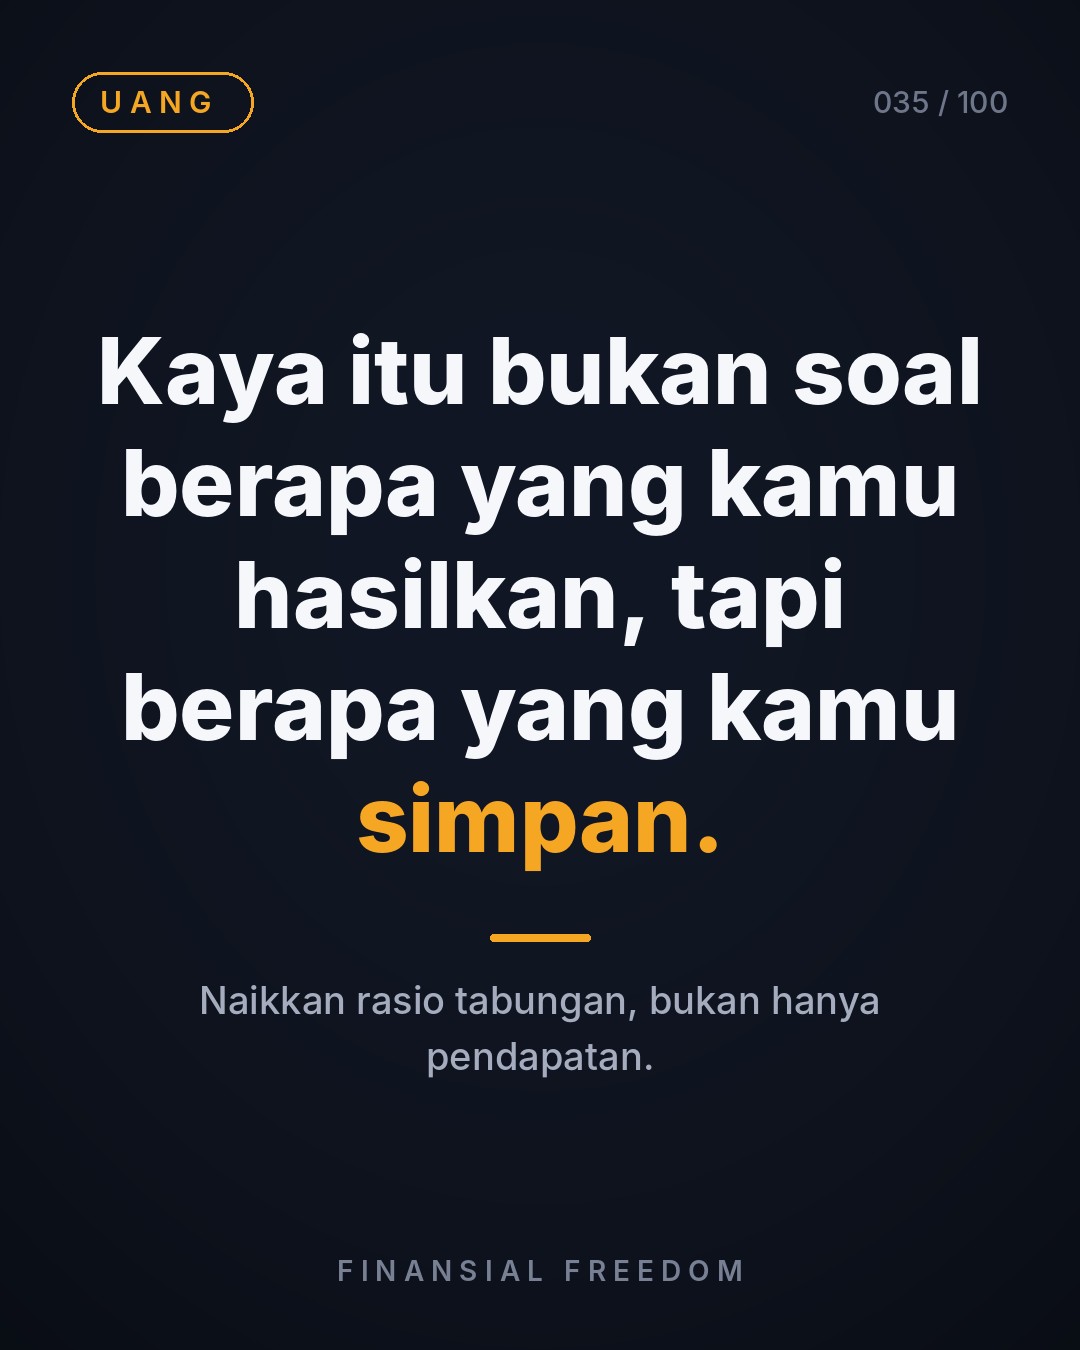 UANG
035 / 100
Kaya itu bukan soal
berapa yang kamu
hasilkan, tapi
berapa yang kamu
simpan.
Naikkan rasio tabungan, bukan hanya
pendapatan.
FINANSIAL FREEDOM